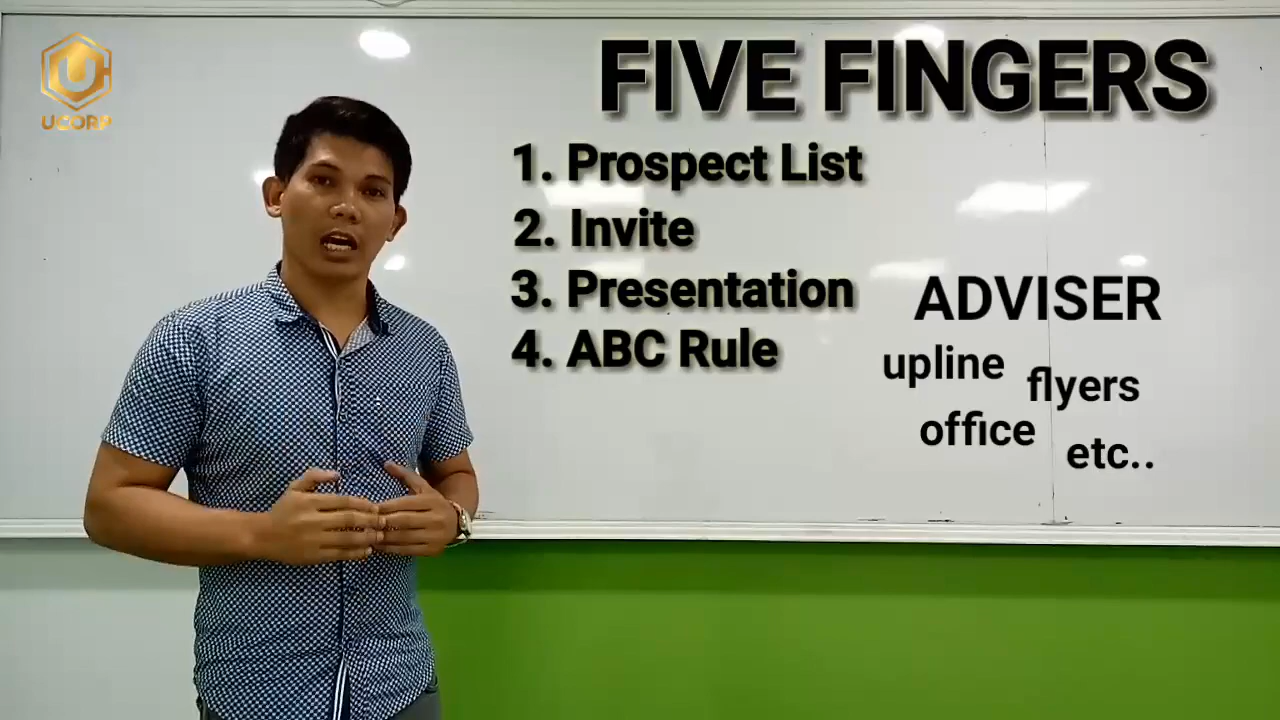 UCORP
FIVE FINGERS
1. Prospect List
2. Invite
3. Presentation
4. ABC Rule
ADVISER
upline
flyers
office
etc..